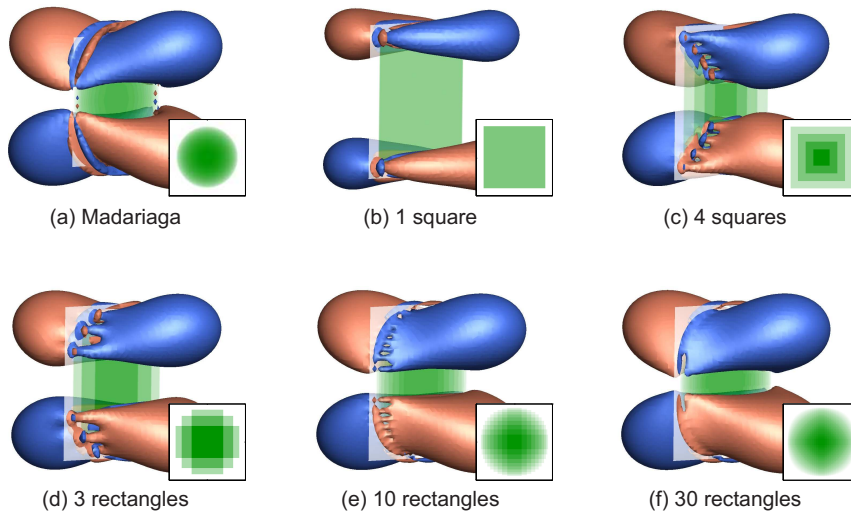 (a) Madariaga
(b) 1 square
(c) 4 squares
(d) 3 rectangles
(e) 10 rectangles
(f) 30 rectangles